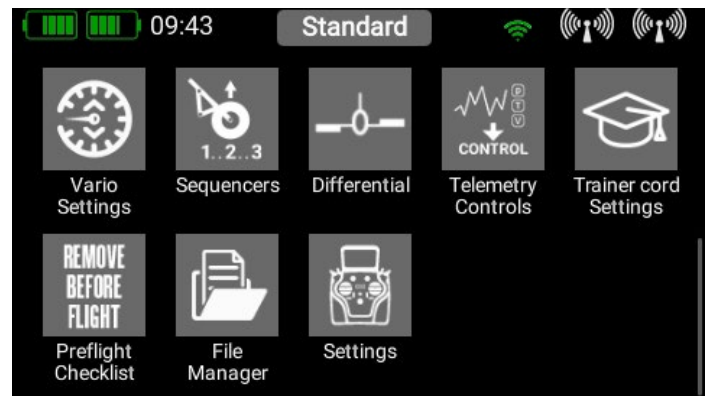 09:43
Standard
1..2..3
P
T
V
CONTROL
Vario
Settings
Sequencers
Differential
Telemetry
Controls
Trainer cord
Settings
REMOVE
BEFORE
FLIGHT
Preflight
Checklist
File
Manager
Settings